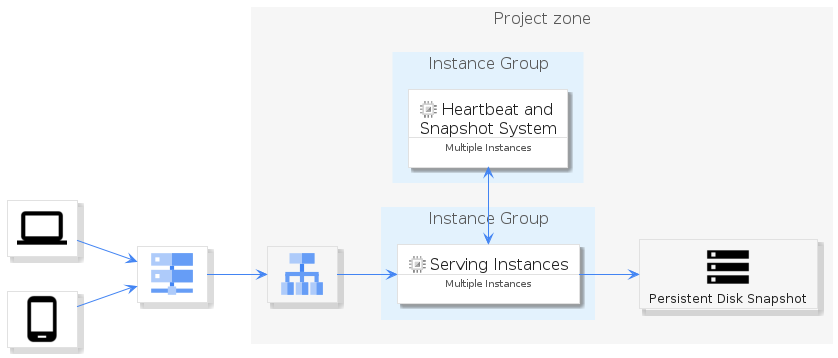 Project zone
Instance Group
Heartbeat and
Snapshot System
Multiple Instances
Instance Group
Serving Instances
Multiple Instances
Persistent Disk Snapshot